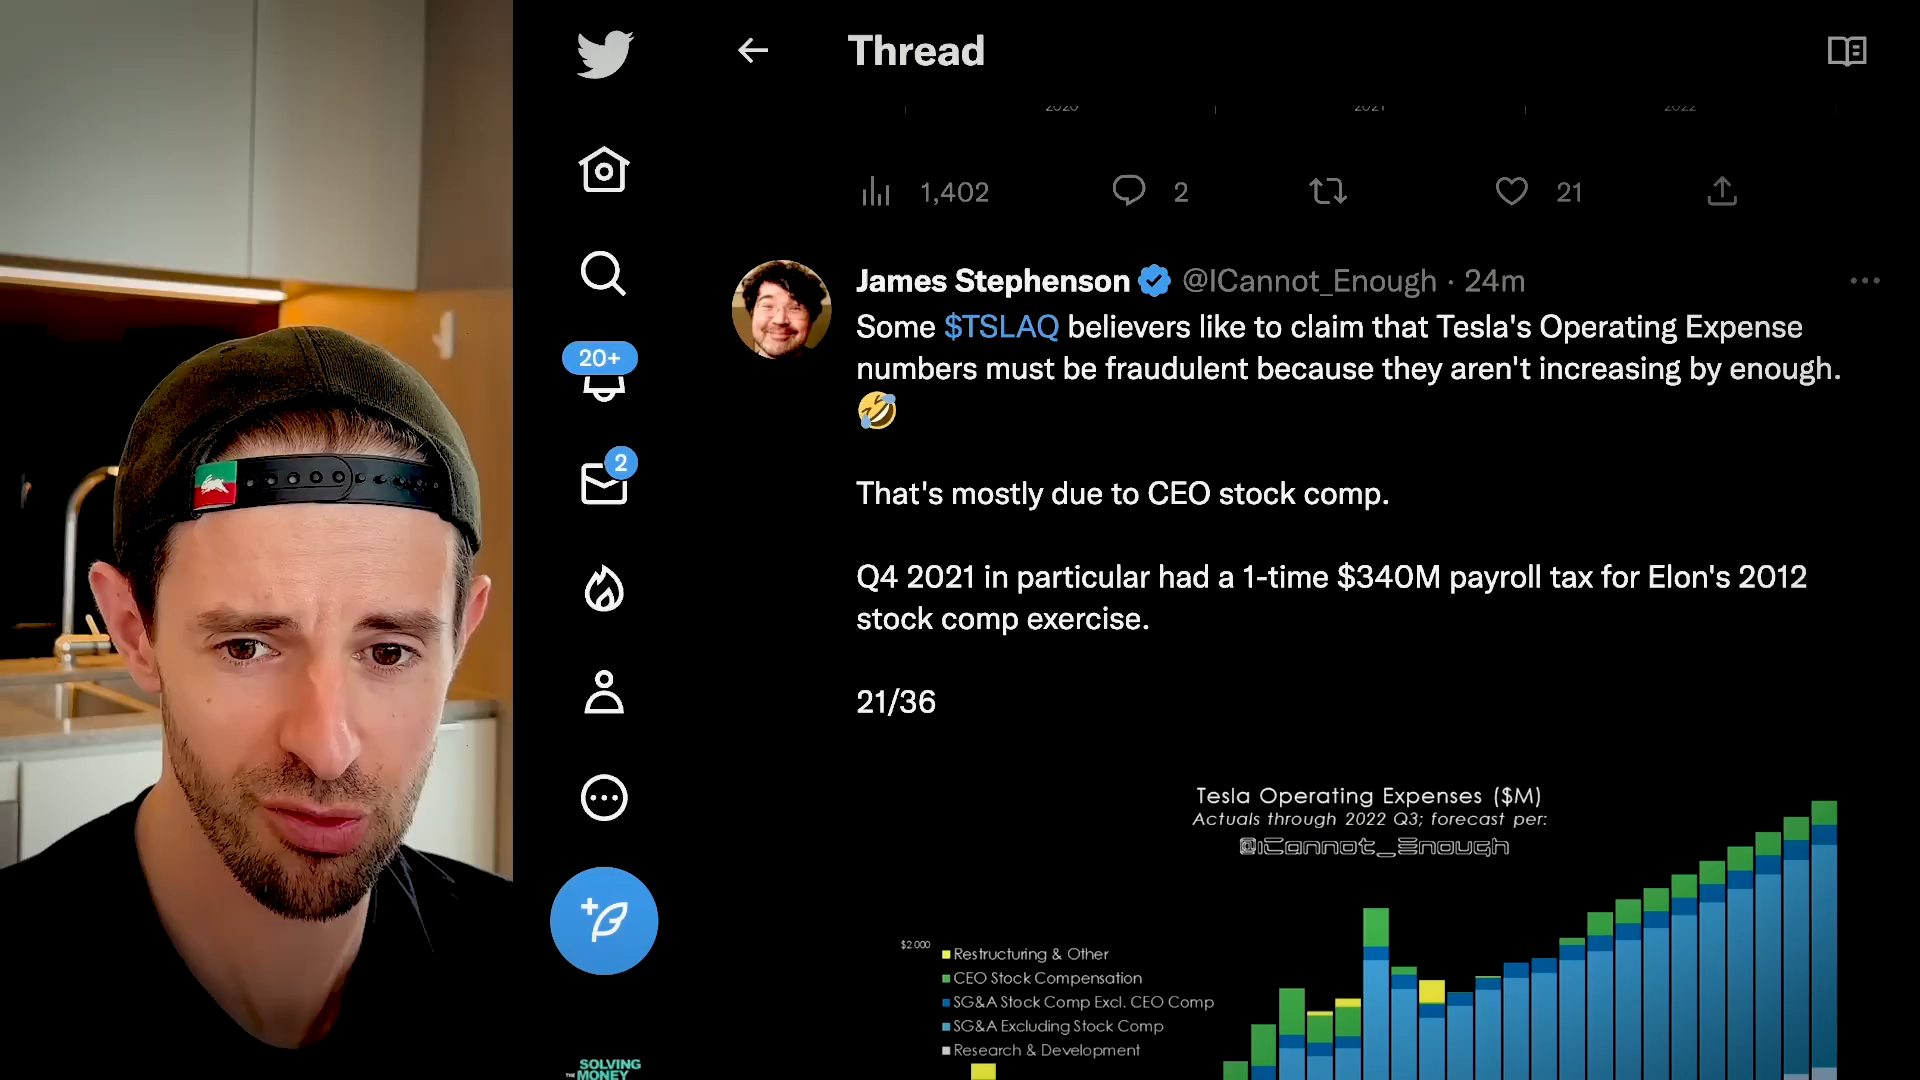 Thread
2020 2021 2022
1,402 2 21
James Stephenson @ICannot_Enough · 24m
Some $TSLAQ believers like to claim that Tesla's Operating Expense
numbers must be fraudulent because they aren't increasing by enough.
🤣
That's mostly due to CEO stock comp.
Q4 2021 in particular had a 1-time $340M payroll tax for Elon's 2012
stock comp exercise.
21/36
20+
2
Tesla Operating Expenses ($M)
Actuals through 2022 Q3; forecast per:
@iCannot_Enough
$2,000
Restructuring & Other
CEO Stock Compensation
SG&A Stock Comp Excl. CEO Comp
SG&A Excluding Stock Comp
Research & Development
SOLVING
THE MONEY